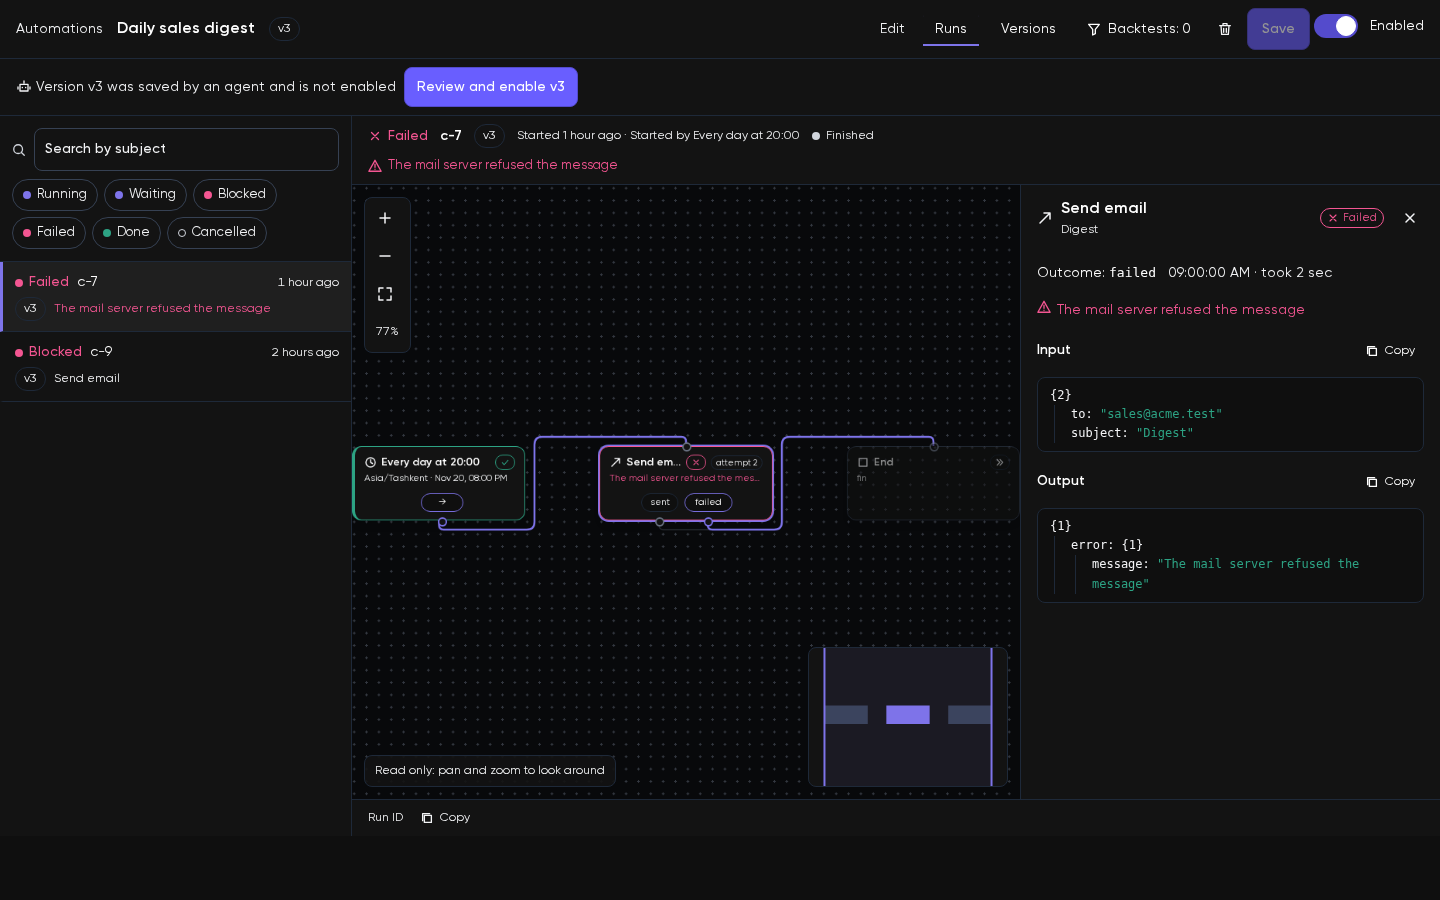 Automations Daily sales digest v3 Edit Runs Versions Backtests: 0 Save Enabled
Version v3 was saved by an agent and is not enabled Review and enable v3
Search by subject
Running Waiting Blocked
Failed Done Cancelled
Failed c-7 1 hour ago
v3 The mail server refused the message
Blocked c-9 2 hours ago
v3 Send email
Failed c-7 v3 Started 1 hour ago · Started by Every day at 20:00 Finished
The mail server refused the message
77%
Every day at 20:00
Asia/Tashkent · Nov 20, 08:00 PM
Send em... attempt 2
The mail server refused the mes...
sent failed
End
fin
Read only: pan and zoom to look around
Send email Failed
Digest
Outcome: failed 09:00:00 AM · took 2 sec
The mail server refused the message
Input Copy
{2}
to: "sales@acme.test"
subject: "Digest"
Output Copy
{1}
error: {1}
message: "The mail server refused the
message"
Run ID Copy